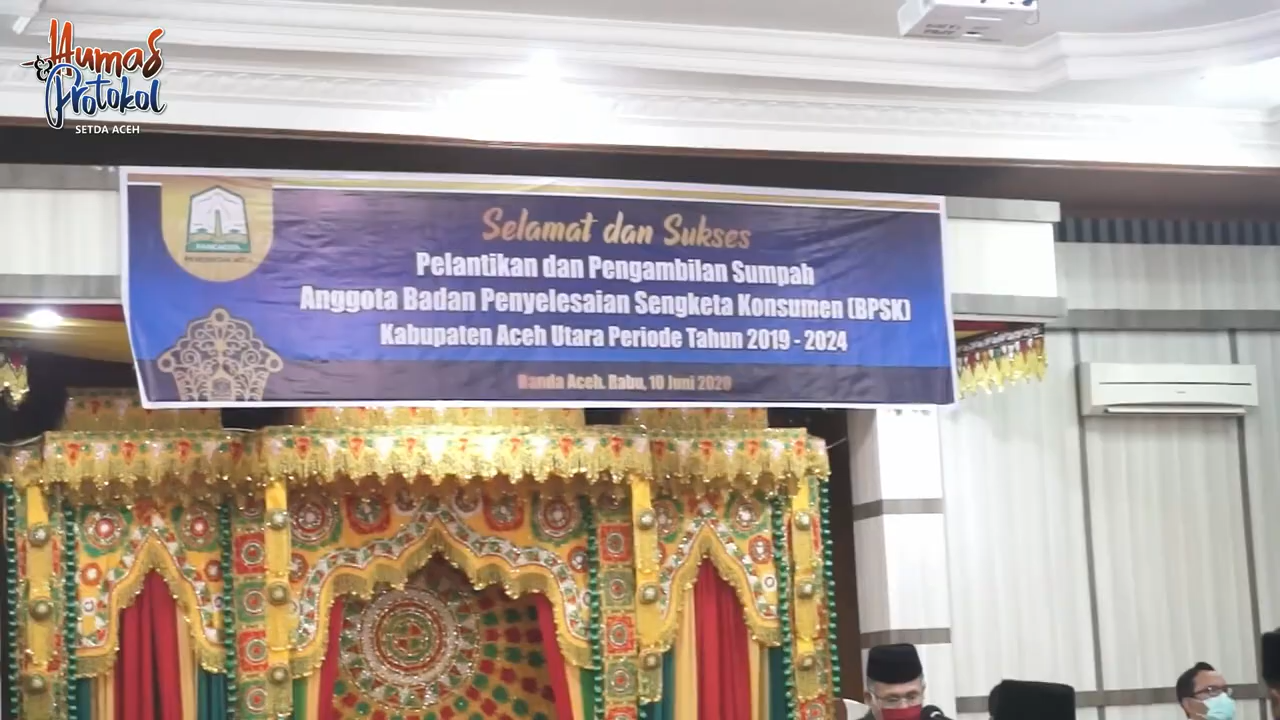 Humas
& Protokol
SETDA ACEH
PANCACITA
Selamat dan Sukses
Pelantikan dan Pengambilan Sumpah
Anggota Badan Penyelesaian Sengketa Konsumen (BPSK)
Kabupaten Aceh Utara Periode Tahun 2019 - 2024
Banda Aceh, Rabu, 10 Juni 2020